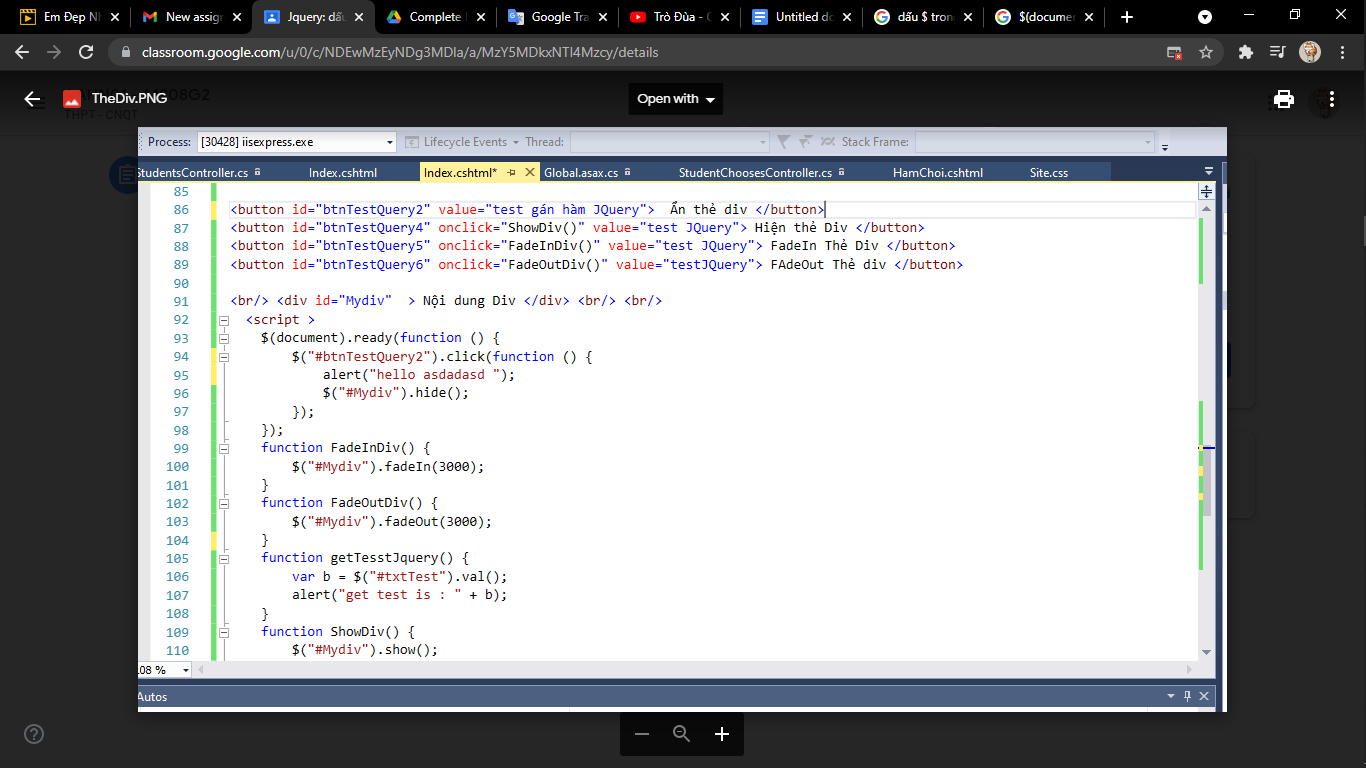 Em Đẹp N
New assig
Jquery: dấu
Complete
Google Tra
Trò Đùa -
Untitled do
dấu $ tron
$(documen
classroom.google.com/u/0/c/NDEwMzEyNDg3MDla/a/MzY5MDkxNTI4Mzcy/details
TheDiv.PNG
08G2
THPT - CNQT
Open with
Process: [30428] iisexpress.exe Lifecycle Events Thread: Stack Frame:
StudentsController.cs Index.cshtml Index.cshtml* Global.asax.cs StudentChoosesController.cs HamChoi.cshtml Site.css
85
86 <button id="btnTestQuery2" value="test gán hàm JQuery">  Ẩn thẻ div </button>
87 <button id="btnTestQuery4" onclick="ShowDiv()" value="test JQuery"> Hiện thẻ Div </button>
88 <button id="btnTestQuery5" onclick="FadeInDiv()" value="test JQuery"> FadeIn Thẻ Div </button>
89 <button id="btnTestQuery6" onclick="FadeOutDiv()" value="testJQuery"> FAdeOut Thẻ div </button>
90
91 <br/> <div id="Mydiv"  > Nội dung Div </div> <br/> <br/>
92 <script >
93 $(document).ready(function () {
94 $("#btnTestQuery2").click(function () {
95 alert("hello asdadasd ");
96 $("#Mydiv").hide();
97 });
98 });
99 function FadeInDiv() {
100 $("#Mydiv").fadeIn(3000);
101 }
102 function FadeOutDiv() {
103 $("#Mydiv").fadeOut(3000);
104 }
105 function getTesstJquery() {
106 var b = $("#txtTest").val();
107 alert("get test is : " + b);
108 }
109 function ShowDiv() {
110 $("#Mydiv").show();
08 %
Autos